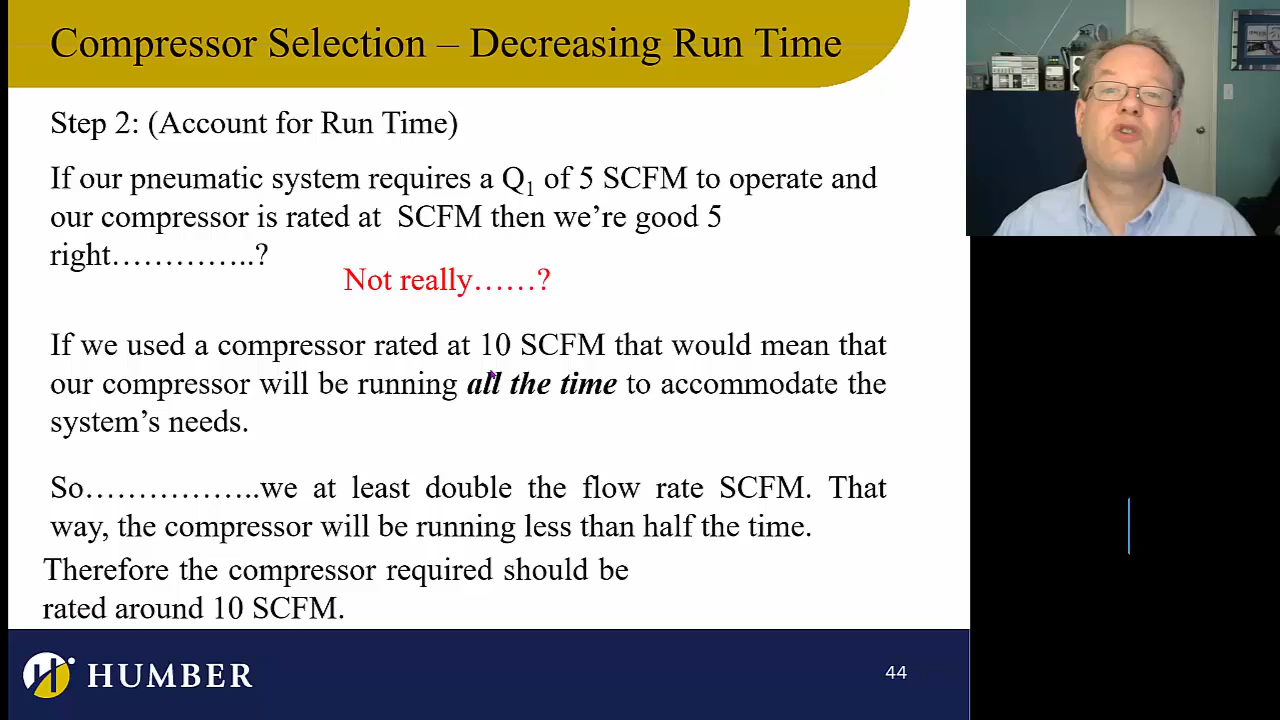 Compressor Selection – Decreasing Run Time
Step 2: (Account for Run Time)
If our pneumatic system requires a Q1 of 5 SCFM to operate and
our compressor is rated at SCFM then we’re good 5
right…………..?
Not really……?
If we used a compressor rated at 10 SCFM that would mean that
our compressor will be running all the time to accommodate the
system’s needs.
So……………..we at least double the flow rate SCFM. That
way, the compressor will be running less than half the time.
Therefore the compressor required should be
rated around 10 SCFM.
HUMBER
44